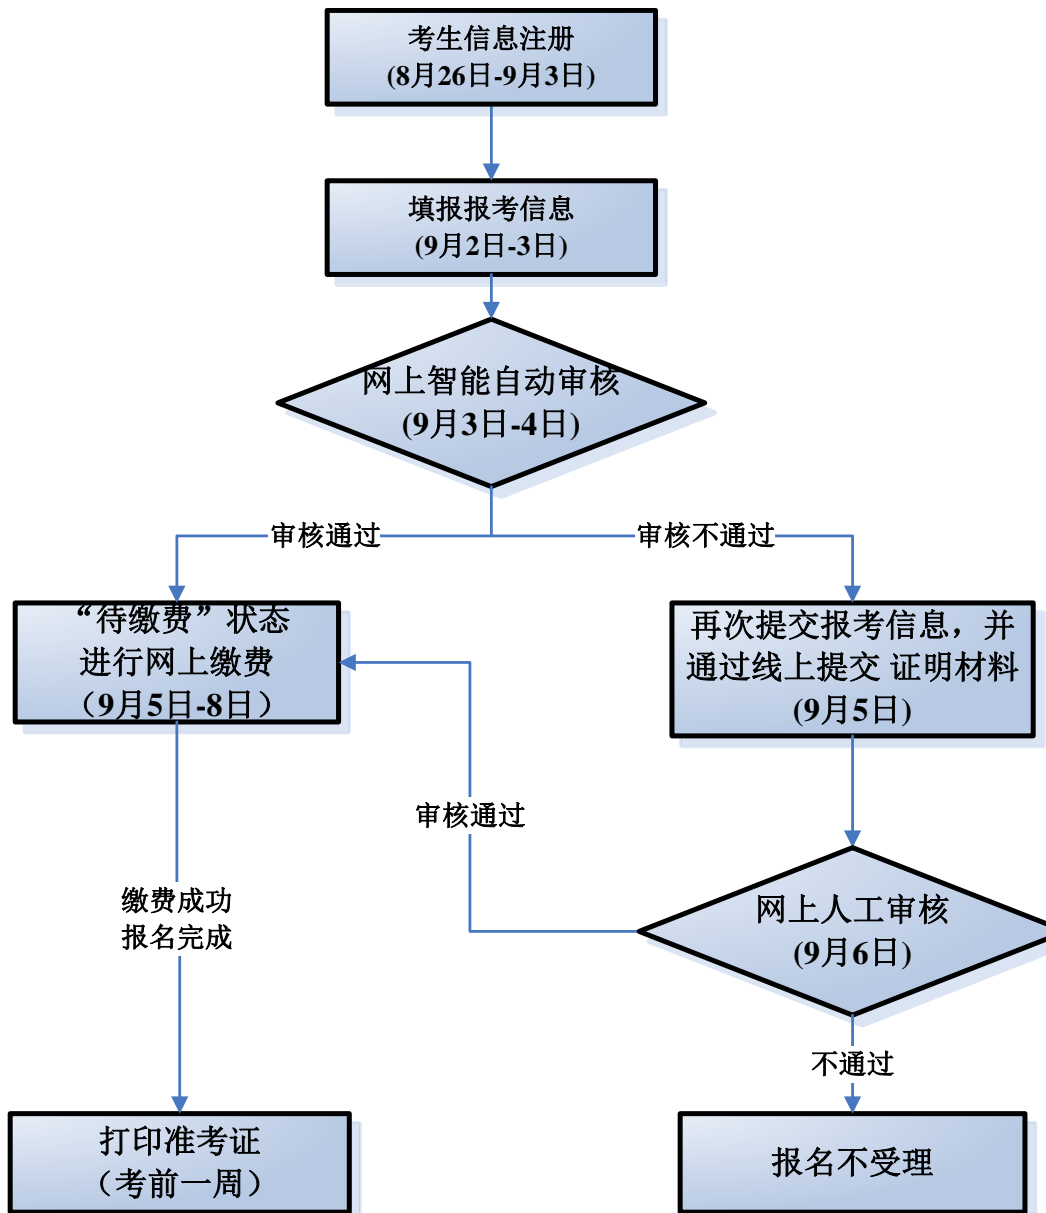 考生信息注册
(8月26日-9月3日)
填报报考信息
(9月2日-3日)
网上智能自动审核
(9月3日-4日)
审核通过
审核不通过
“待缴费”状态
进行网上缴费
（9月5日-8日）
再次提交报考信息，并
通过线上提交 证明材料
(9月5日)
审核通过
缴费成功
报名完成
网上人工审核
(9月6日)
不通过
打印准考证
（考前一周）
报名不受理